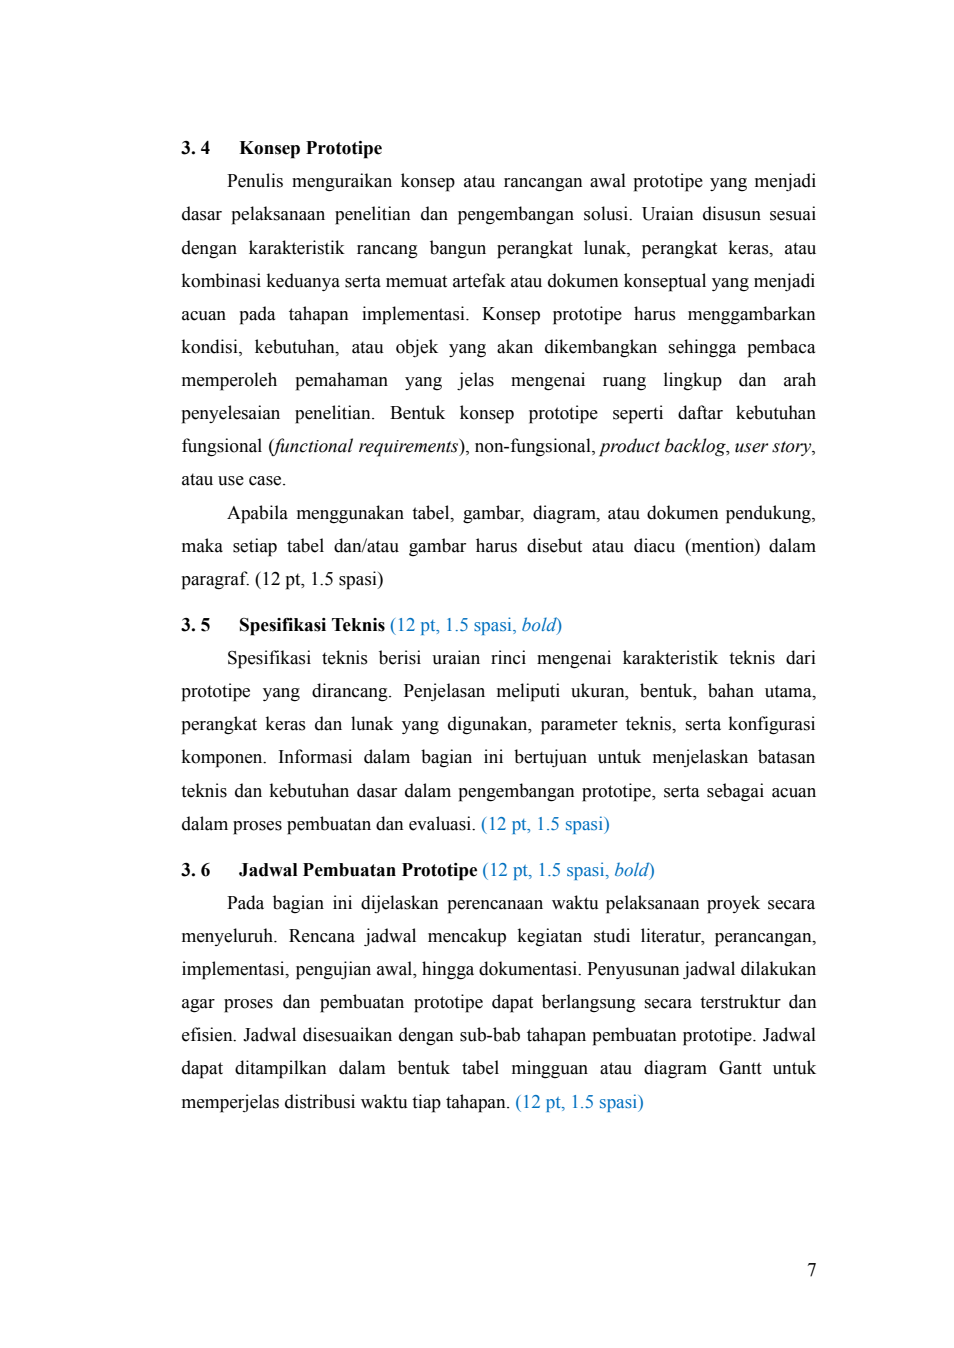 3. 4 Konsep Prototipe
Penulis menguraikan konsep atau rancangan awal prototipe yang menjadi
dasar pelaksanaan penelitian dan pengembangan solusi. Uraian disusun sesuai
dengan karakteristik rancang bangun perangkat lunak, perangkat keras, atau
kombinasi keduanya serta memuat artefak atau dokumen konseptual yang menjadi
acuan pada tahapan implementasi. Konsep prototipe harus menggambarkan
kondisi, kebutuhan, atau objek yang akan dikembangkan sehingga pembaca
memperoleh pemahaman yang jelas mengenai ruang lingkup dan arah
penyelesaian penelitian. Bentuk konsep prototipe seperti daftar kebutuhan
fungsional (functional requirements), non-fungsional, product backlog, user story,
atau use case.
Apabila menggunakan tabel, gambar, diagram, atau dokumen pendukung,
maka setiap tabel dan/atau gambar harus disebut atau diacu (mention) dalam
paragraf. (12 pt, 1.5 spasi)
3. 5 Spesifikasi Teknis (12 pt, 1.5 spasi, bold)
Spesifikasi teknis berisi uraian rinci mengenai karakteristik teknis dari
prototipe yang dirancang. Penjelasan meliputi ukuran, bentuk, bahan utama,
perangkat keras dan lunak yang digunakan, parameter teknis, serta konfigurasi
komponen. Informasi dalam bagian ini bertujuan untuk menjelaskan batasan
teknis dan kebutuhan dasar dalam pengembangan prototipe, serta sebagai acuan
dalam proses pembuatan dan evaluasi. (12 pt, 1.5 spasi)
3. 6 Jadwal Pembuatan Prototipe (12 pt, 1.5 spasi, bold)
Pada bagian ini dijelaskan perencanaan waktu pelaksanaan proyek secara
menyeluruh. Rencana jadwal mencakup kegiatan studi literatur, perancangan,
implementasi, pengujian awal, hingga dokumentasi. Penyusunan jadwal dilakukan
agar proses dan pembuatan prototipe dapat berlangsung secara terstruktur dan
efisien. Jadwal disesuaikan dengan sub-bab tahapan pembuatan prototipe. Jadwal
dapat ditampilkan dalam bentuk tabel mingguan atau diagram Gantt untuk
memperjelas distribusi waktu tiap tahapan. (12 pt, 1.5 spasi)
7